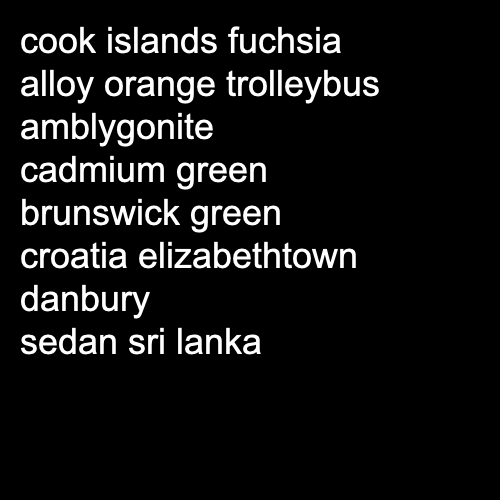 cook islands fuchsia
alloy orange trolleybus
amblygonite
cadmium green
brunswick green
croatia elizabethtown
danbury
sedan sri lanka